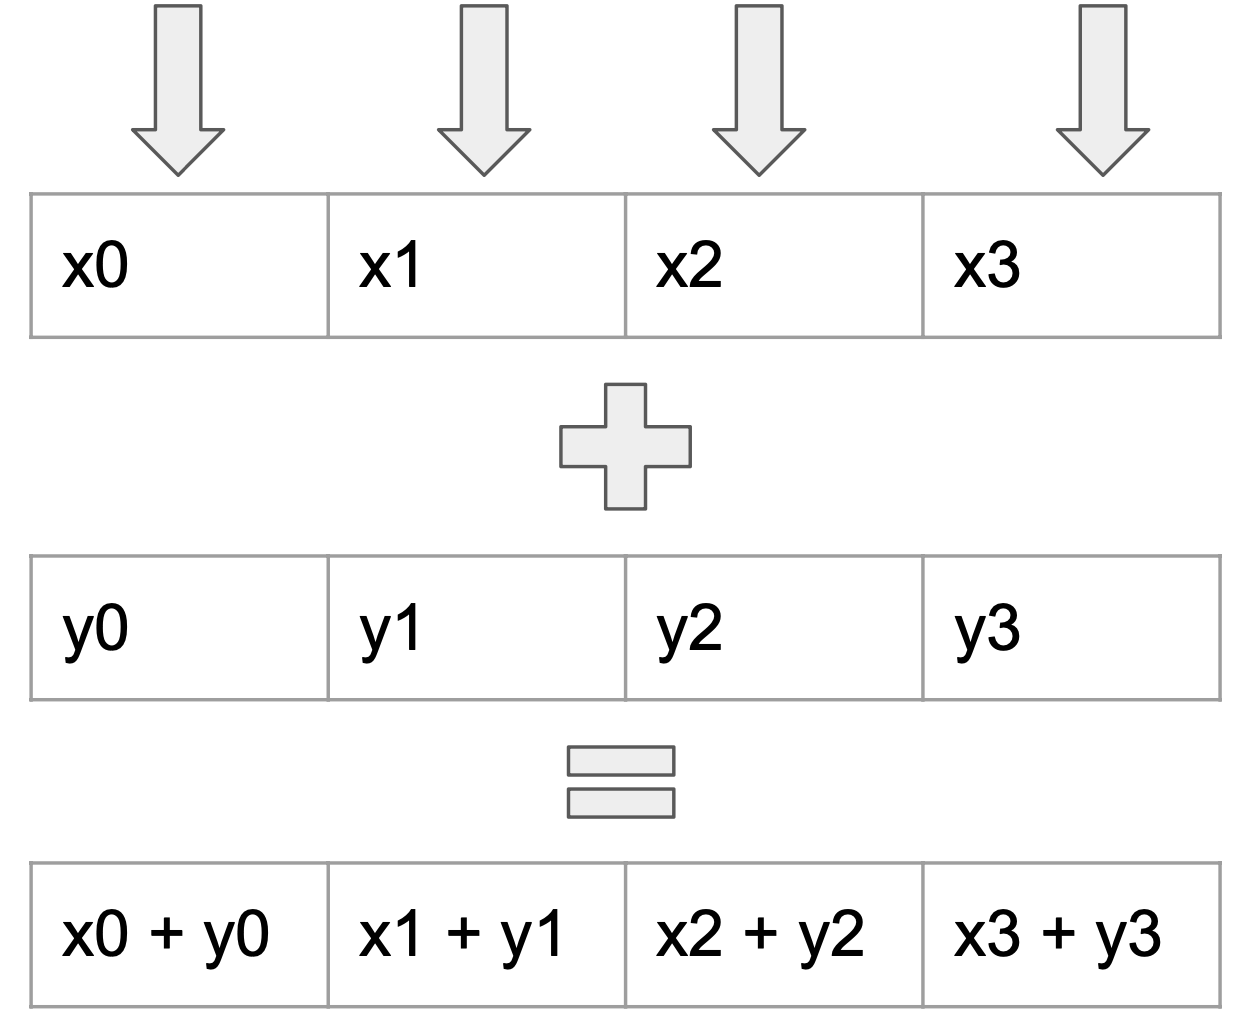 x0 x1 x2 x3
+
y0 y1 y2 y3
=
x0 + y0 x1 + y1 x2 + y2 x3 + y3